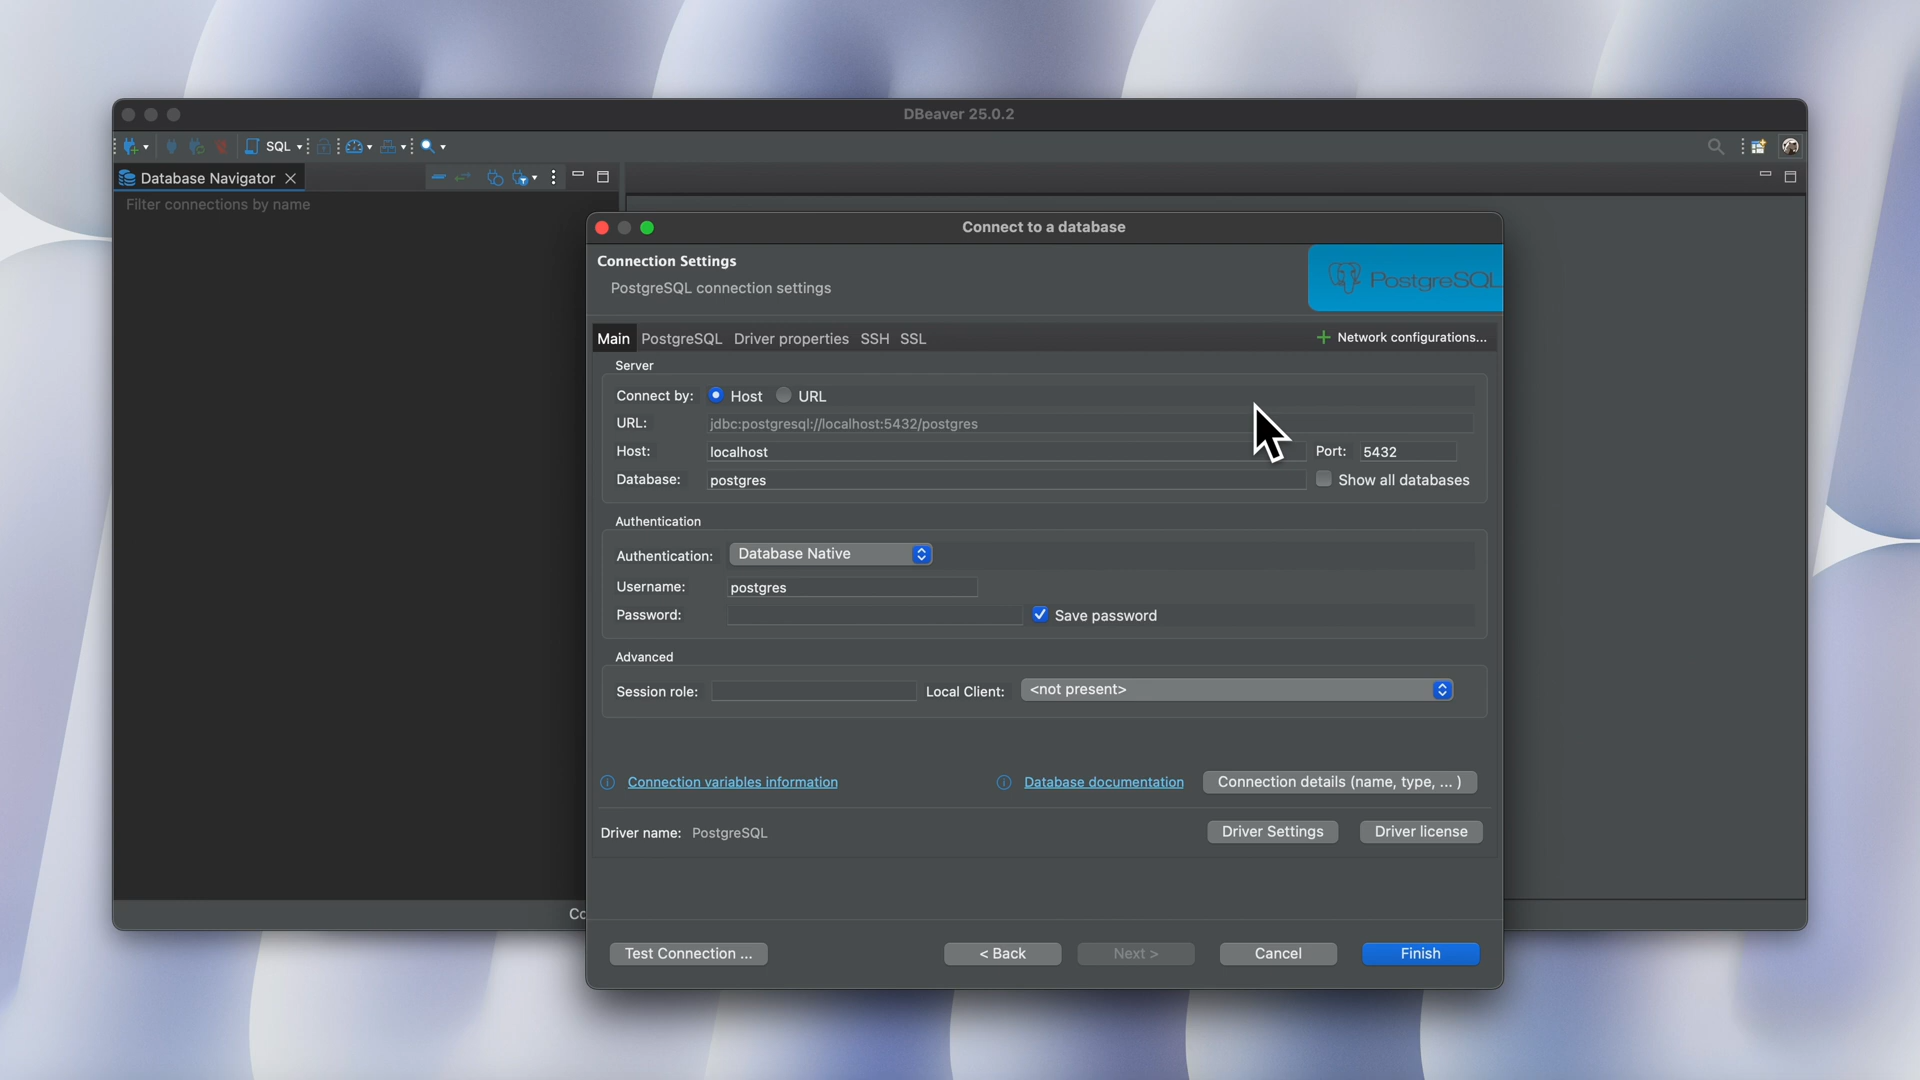 DBeaver 25.0.2
SQL
Database Navigator
Filter connections by name
Connect to a database
Connection Settings
PostgreSQL connection settings
PostgreSQL
Main PostgreSQL Driver properties SSH SSL
Network configurations...
Server
Connect by: Host URL
URL: jdbc:postgresql://localhost:5432/postgres
Host: localhost Port: 5432
Database: postgres Show all databases
Authentication
Authentication: Database Native
Username: postgres
Password: Save password
Advanced
Session role: Local Client: <not present>
Connection variables information Database documentation Connection details (name, type, ... )
Driver name: PostgreSQL Driver Settings Driver license
Co
Test Connection ... < Back Next > Cancel Finish